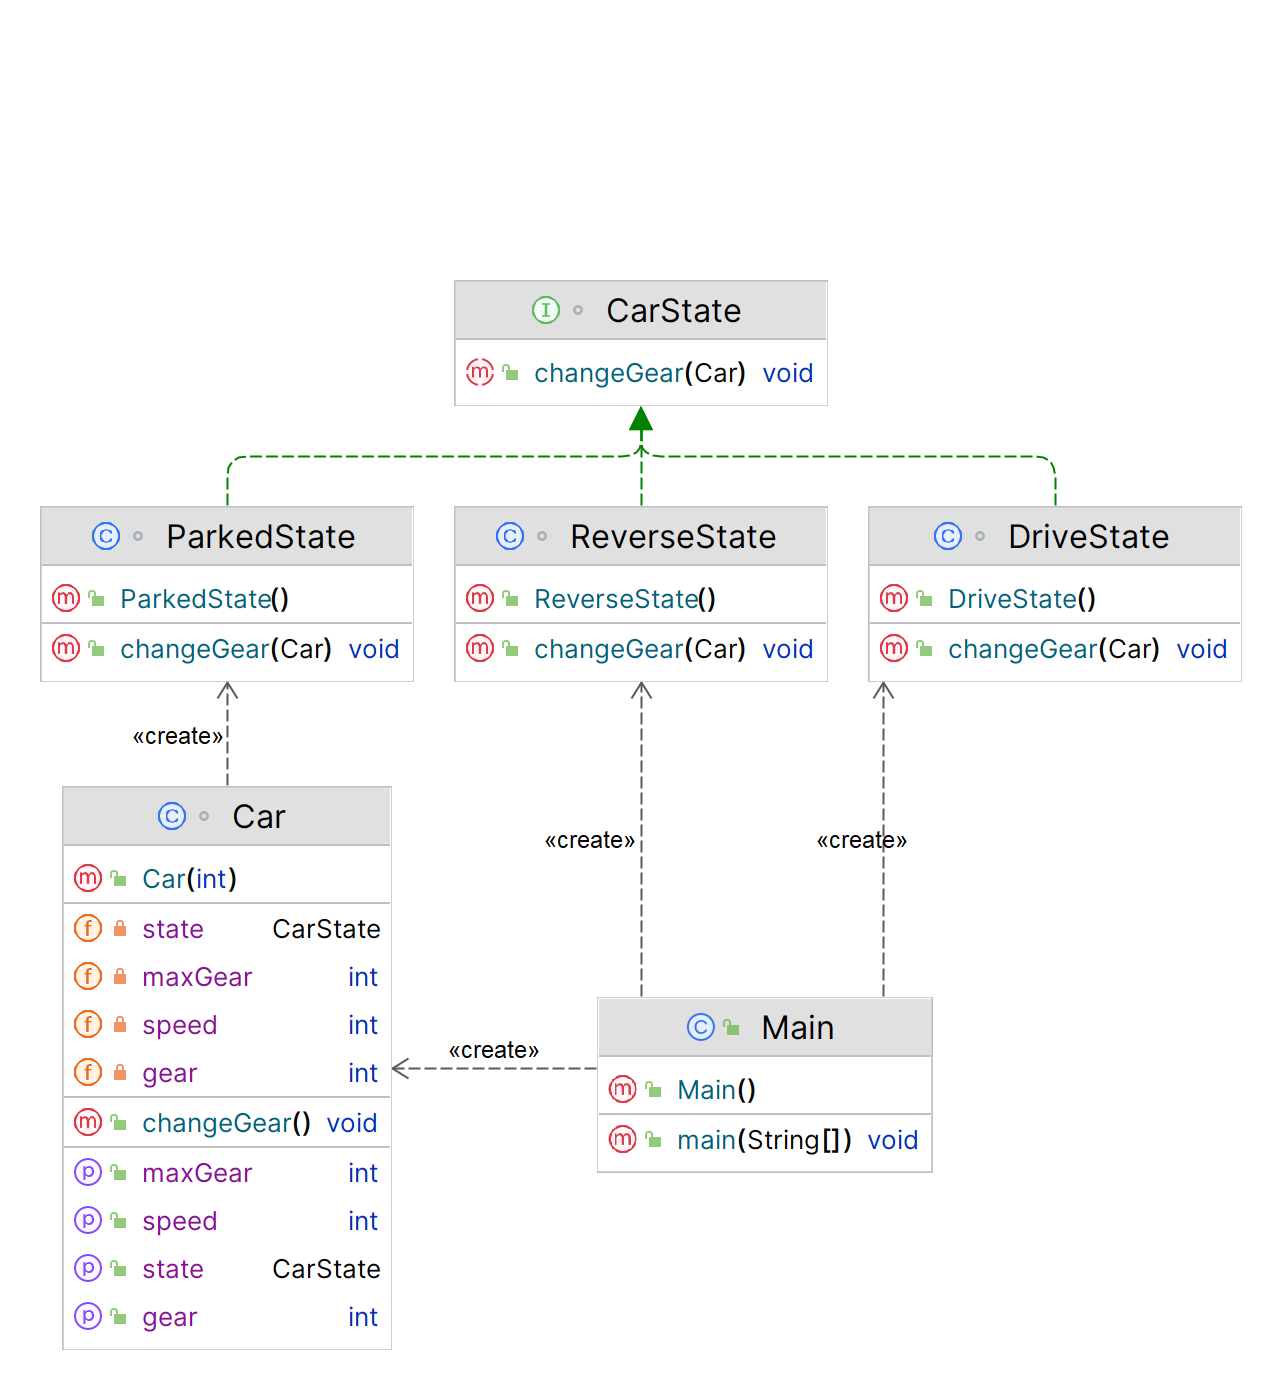 CarState
changeGear(Car) void
ParkedState
ParkedState()
changeGear(Car) void
ReverseState
ReverseState()
changeGear(Car) void
DriveState
DriveState()
changeGear(Car) void
«create»
«create»
«create»
Car
Car(int)
state CarState
maxGear int
speed int
gear int
changeGear() void
maxGear int
speed int
state CarState
gear int
«create»
Main
Main()
main(String[]) void